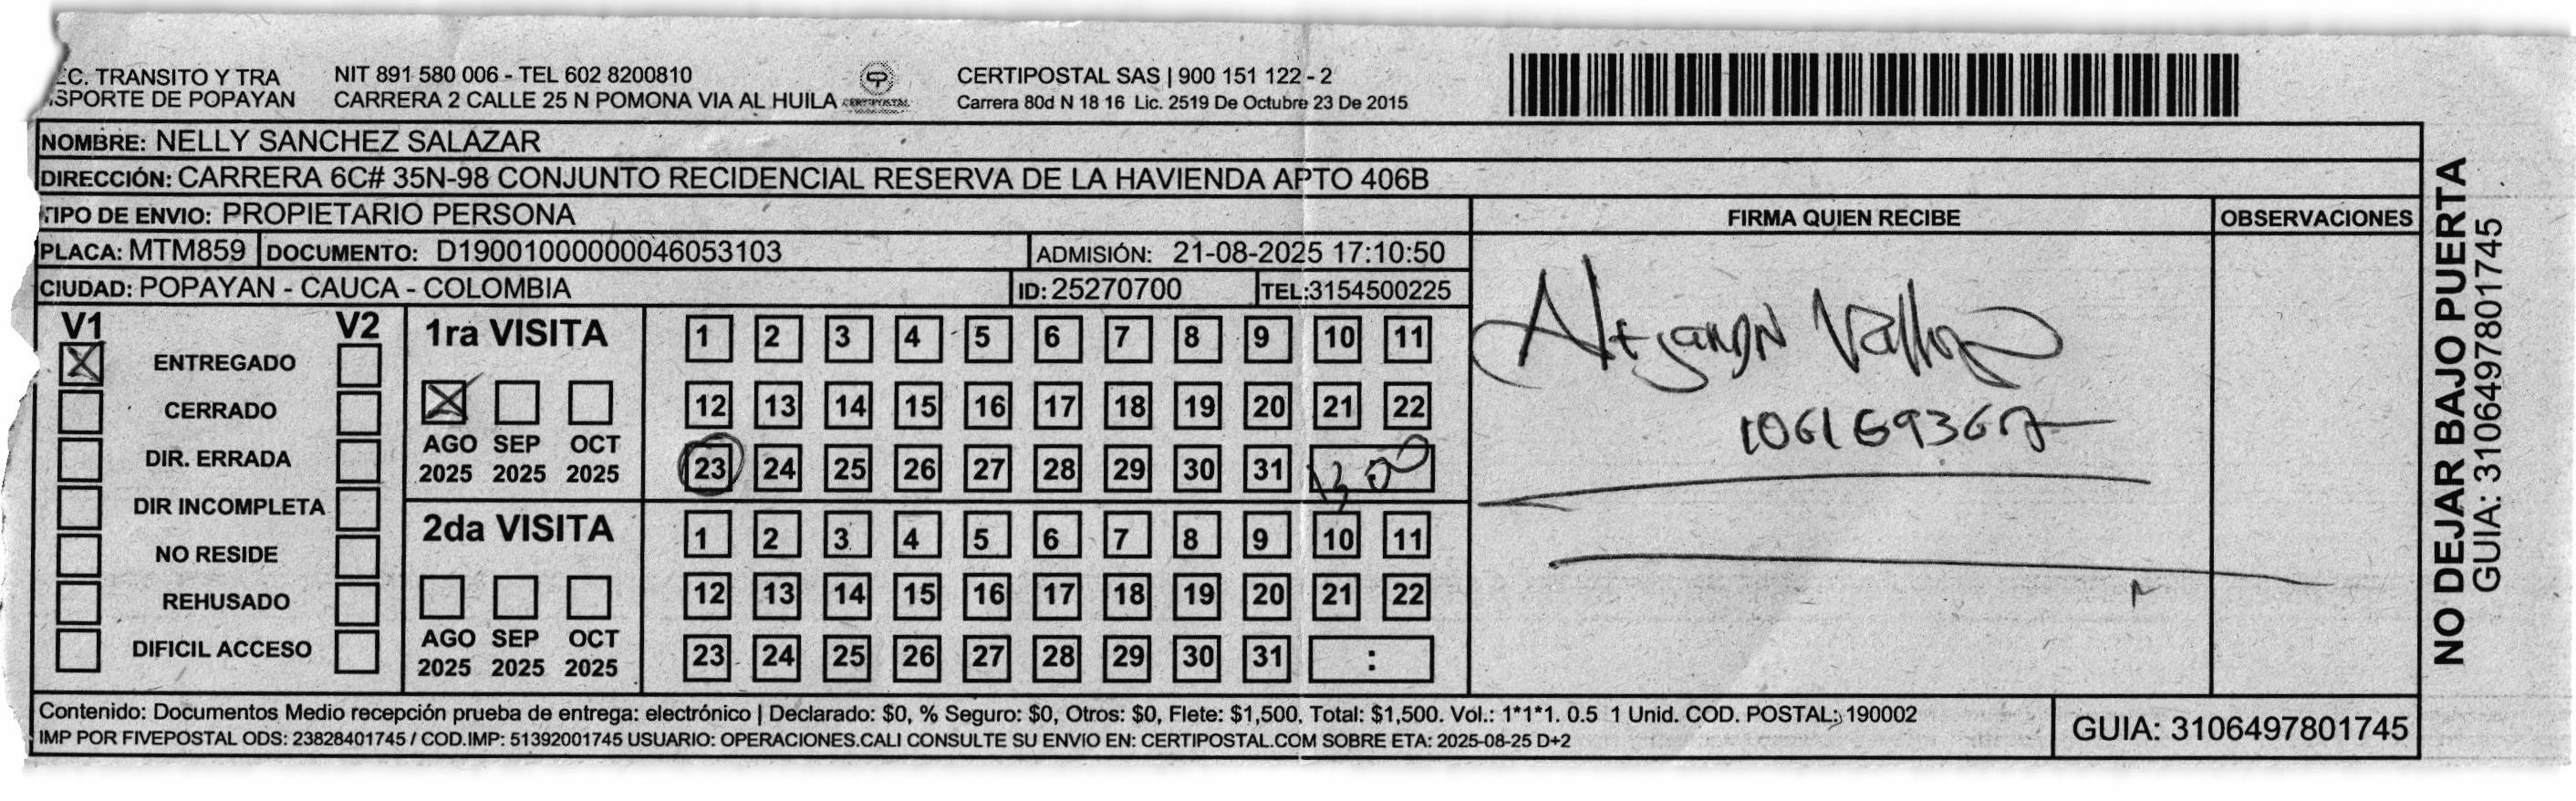 EC. TRANSITO Y TRA
SPORTE DE POPAYAN
NIT 891 580 006 - TEL 602 8200810
CARRERA 2 CALLE 25 N POMONA VIA AL HUILA
CERTIPOSTAL
CERTIPOSTAL SAS | 900 151 122 - 2
Carrera 80d N 18 16 Lic. 2519 De Octubre 23 De 2015
NOMBRE: NELLY SANCHEZ SALAZAR
DIRECCIÓN: CARRERA 6C# 35N-98 CONJUNTO RECIDENCIAL RESERVA DE LA HAVIENDA APTO 406B
TIPO DE ENVIO: PROPIETARIO PERSONA
PLACA: MTM859 DOCUMENTO: D19001000000046053103 ADMISIÓN: 21-08-2025 17:10:50
CIUDAD: POPAYAN - CAUCA - COLOMBIA ID: 25270700 TEL:3154500225
V1 V2
ENTREGADO
CERRADO
DIR. ERRADA
DIR INCOMPLETA
NO RESIDE
REHUSADO
DIFICIL ACCESO
1ra VISITA
AGO SEP OCT
2025 2025 2025
1 2 3 4 5 6 7 8 9 10 11
12 13 14 15 16 17 18 19 20 21 22
23 24 25 26 27 28 29 30 31 1300
2da VISITA
AGO SEP OCT
2025 2025 2025
1 2 3 4 5 6 7 8 9 10 11
12 13 14 15 16 17 18 19 20 21 22
23 24 25 26 27 28 29 30 31 :
FIRMA QUIEN RECIBE
Alejandro
OBSERVACIONES
NO DEJAR BAJO PUERTA
GUIA: 3106497801745
Contenido: Documentos Medio recepción prueba de entrega: electrónico | Declarado: $0, % Seguro: $0, Otros: $0, Flete: $1,500, Total: $1,500. Vol.: 1*1*1. 0.5 1 Unid. COD. POSTAL: 190002
IMP POR FIVEPOSTAL ODS: 23828401745 / COD.IMP: 51392001745 USUARIO: OPERACIONES.CALI CONSULTE SU ENVIO EN: CERTIPOSTAL.COM SOBRE ETA: 2025-08-25 D+2
GUIA: 3106497801745